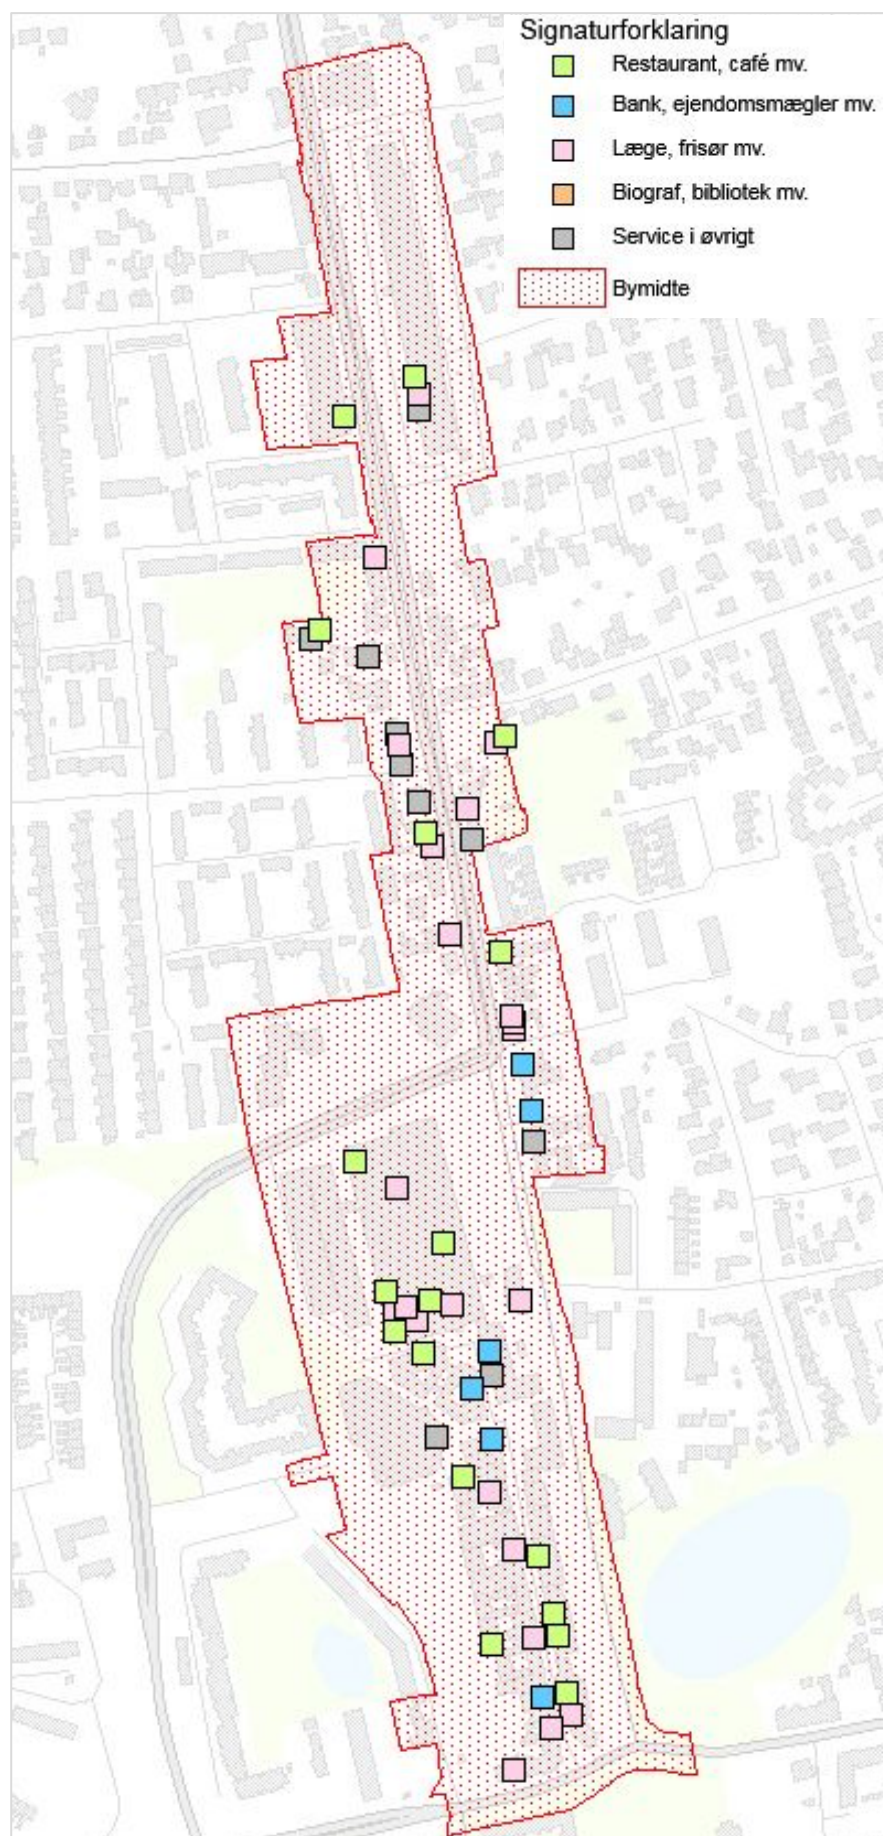 Signaturforklaring
Restaurant, café mv.
Bank, ejendomsmægler mv.
Læge, frisør mv.
Biograf, bibliotek mv.
Service i øvrigt
Bymidte